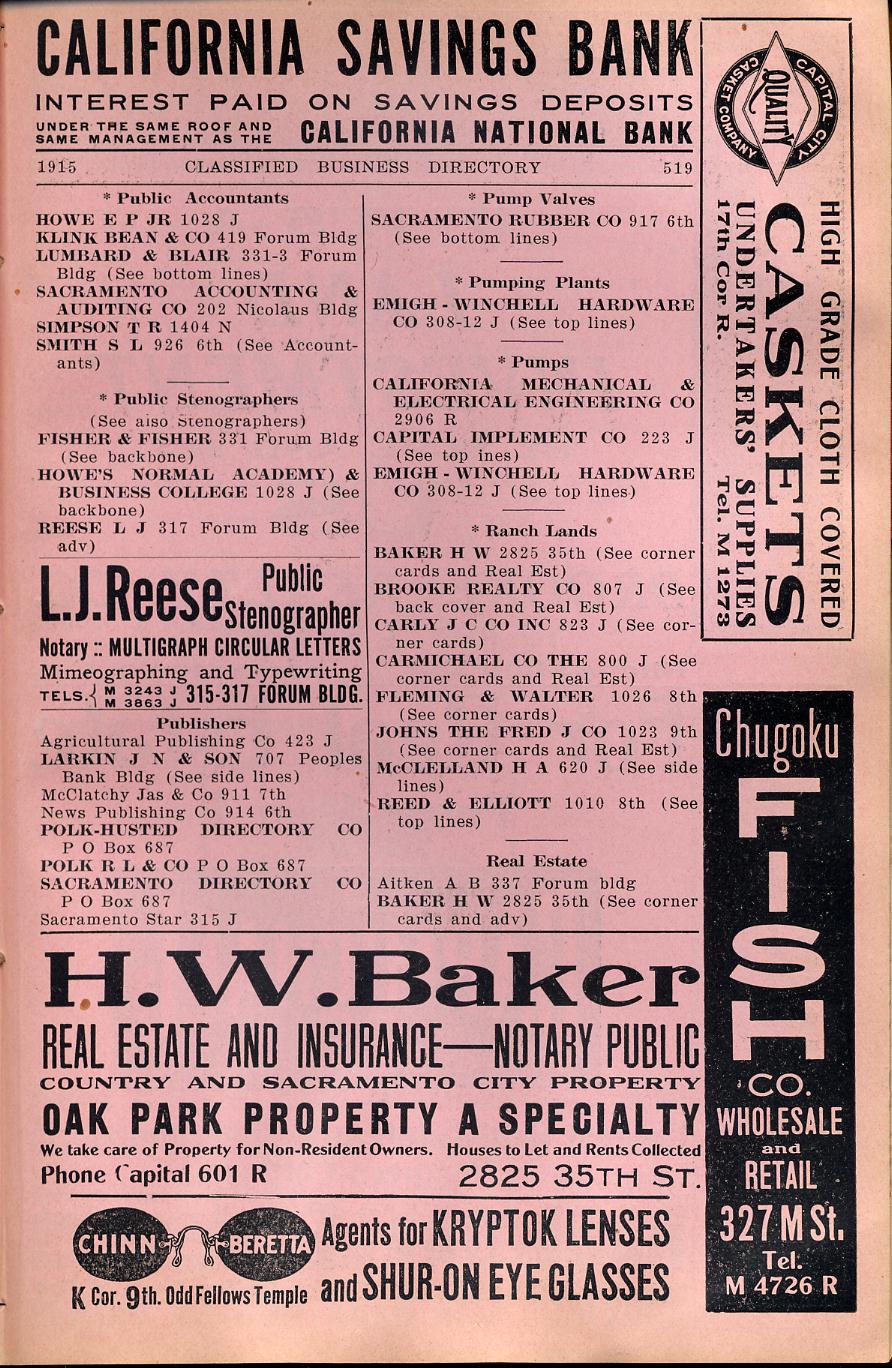 CALIFORNIA SAVINGS BANK
INTEREST PAID ON SAVINGS DEPOSITS
UNDER THE SAME ROOF AND
SAME MANAGEMENT AS THE
CALIFORNIA NATIONAL BANK
1915 CLASSIFIED BUSINESS DIRECTORY 519
* Public Accountants
HOWE E P JR 1028 J
KLINK BEAN & CO 419 Forum Bldg
LUMBARD & BLAIR 331-3 Forum
Bldg (See bottom lines)
SACRAMENTO ACCOUNTING &
AUDITING CO 202 Nicolaus Bldg
SIMPSON T R 1404 N
SMITH S L 926 6th (See Account-
ants)
* Public Stenographers
(See also Stenographers)
FISHER & FISHER 331 Forum Bldg
(See backbone)
HOWE'S NORMAL ACADEMY) &
BUSINESS COLLEGE 1028 J (See
backbone)
REESE L J 317 Forum Bldg (See
adv)
L.J. Reese Public
Stenographer
Notary :: MULTIGRAPH CIRCULAR LETTERS
Mimeographing and Typewriting
TELS. { M 3243 J
M 3863 J
315-317 FORUM BLDG.
Publishers
Agricultural Publishing Co 423 J
LARKIN J N & SON 707 Peoples
Bank Bldg (See side lines)
McClatchy Jas & Co 911 7th
News Publishing Co 914 6th
POLK-HUSTED DIRECTORY CO
P O Box 687
POLK R L & CO P O Box 687
SACRAMENTO DIRECTORY CO
P O Box 687
Sacramento Star 315 J
* Pump Valves
SACRAMENTO RUBBER CO 917 6th
(See bottom lines)
* Pumping Plants
EMIGH - WINCHELL HARDWARE
CO 308-12 J (See top lines)
* Pumps
CALIFORNIA MECHANICAL &
ELECTRICAL ENGINEERING CO
2906 R
CAPITAL IMPLEMENT CO 223 J
(See top ines)
EMIGH - WINCHELL HARDWARE
CO 308-12 J (See top lines)
* Ranch Lands
BAKER H W 2825 35th (See corner
cards and Real Est)
BROOKE REALTY CO 807 J (See
back cover and Real Est)
CARLY J C CO INC 823 J (See cor-
ner cards)
CARMICHAEL CO THE 800 J (See
corner cards and Real Est)
FLEMING & WALTER 1026 8th
(See corner cards)
JOHNS THE FRED J CO 1023 9th
(See corner cards and Real Est)
McCLELLAND H A 620 J (See side
lines)
REED & ELLIOTT 1010 8th (See
top lines)
Real Estate
Aitken A B 337 Forum bldg
BAKER H W 2825 35th (See corner
cards and adv)
H.W.Baker
REAL ESTATE AND INSURANCE—NOTARY PUBLIC
COUNTRY AND SACRAMENTO CITY PROPERTY
OAK PARK PROPERTY A SPECIALTY
We take care of Property for Non-Resident Owners. Houses to Let and Rents Collected
Phone Capital 601 R 2825 35TH ST.
CHINN BERETTA
K Cor. 9th. Odd Fellows Temple
Agents for KRYPTOK LENSES
and SHUR-ON EYE GLASSES
CAPITAL CITY
QUALITY
CASKET COMPANY
HIGH GRADE CLOTH COVERED
CASKETS
UNDERTAKERS' SUPPLIES
17th Cor R. Tel. M 1273
Chugoku
FISH
CO.
WHOLESALE
and
RETAIL
327 M St.
Tel.
M 4726 R